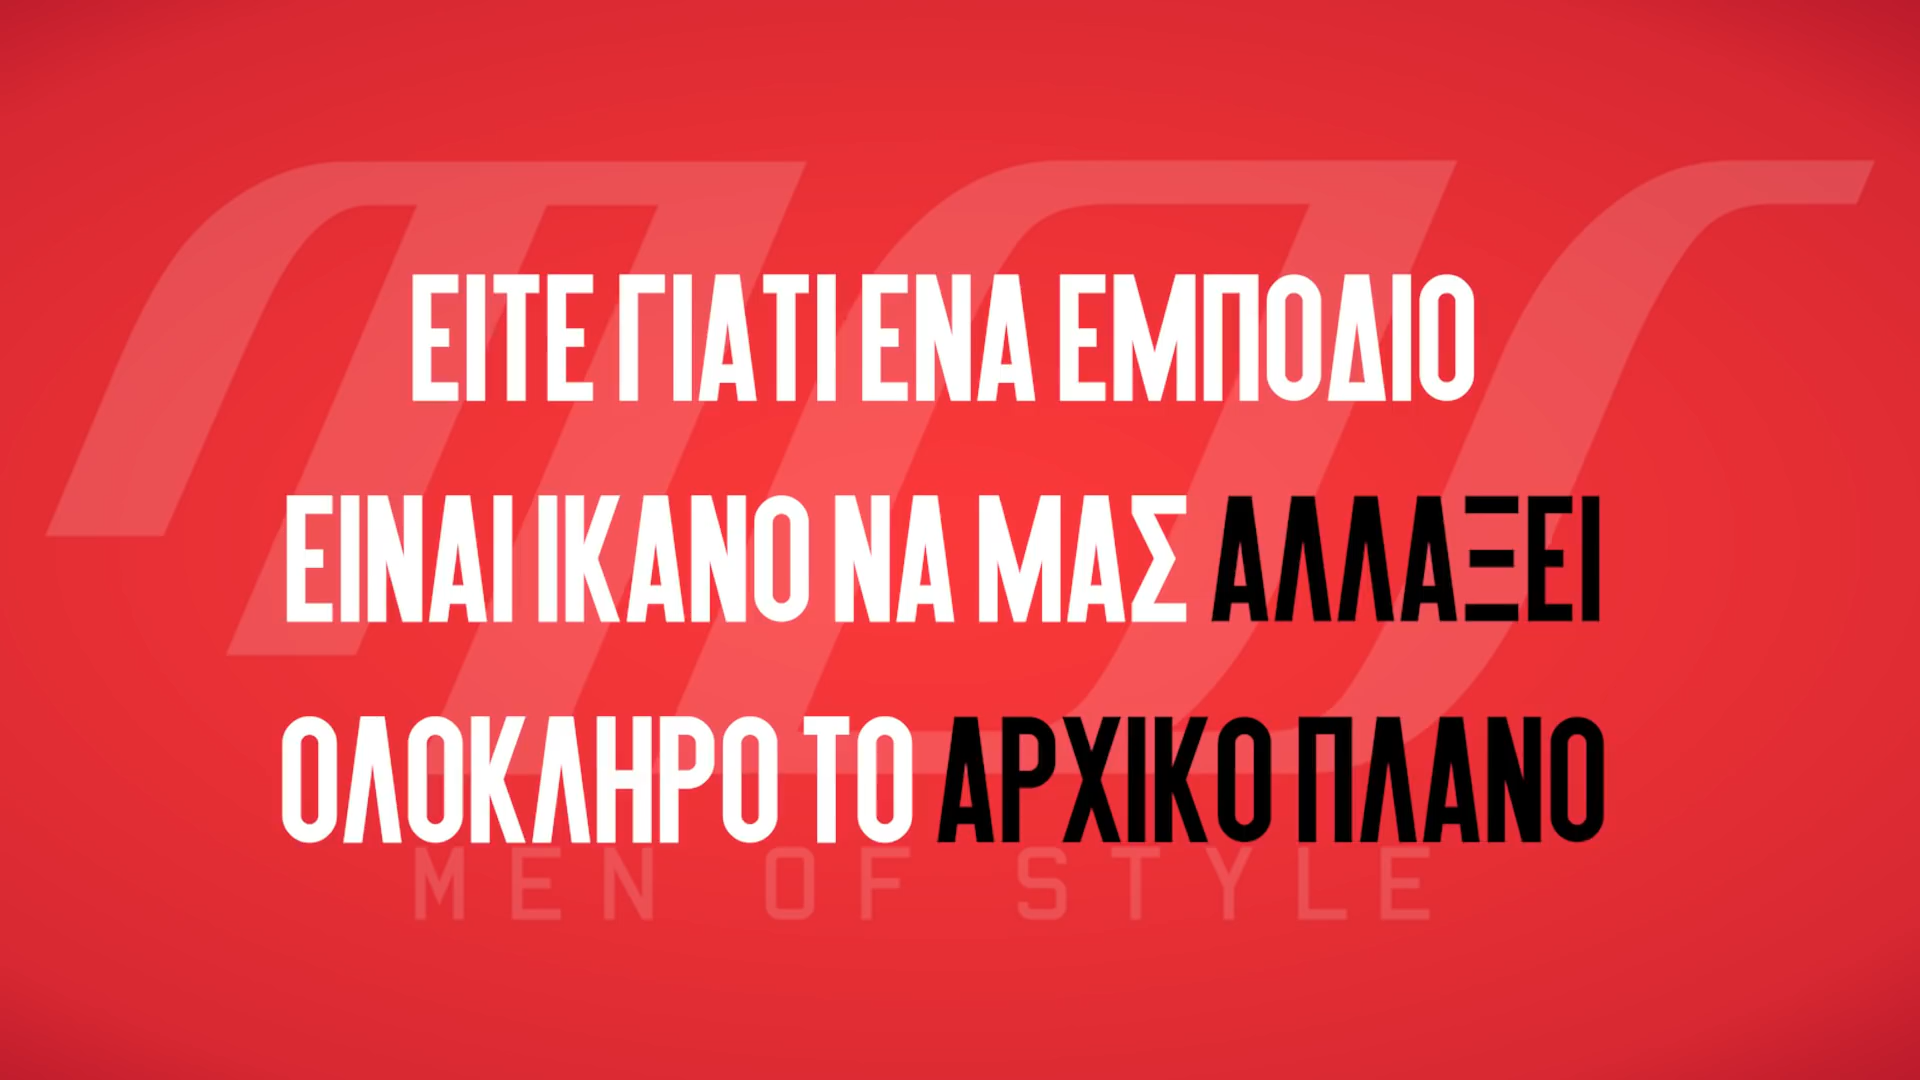 ΕΙΤΕ ΓΙΑΤΙ ΕΝΑ ΕΜΠΟΔΙΟ
ΕΙΝΑΙ ΙΚΑΝΟ ΝΑ ΜΑΣ ΑΛΛΑΞΕΙ
ΟΛΟΚΛΗΡΟ ΤΟ ΑΡΧΙΚΟ ΠΛΑΝΟ
MEN OF STYLE